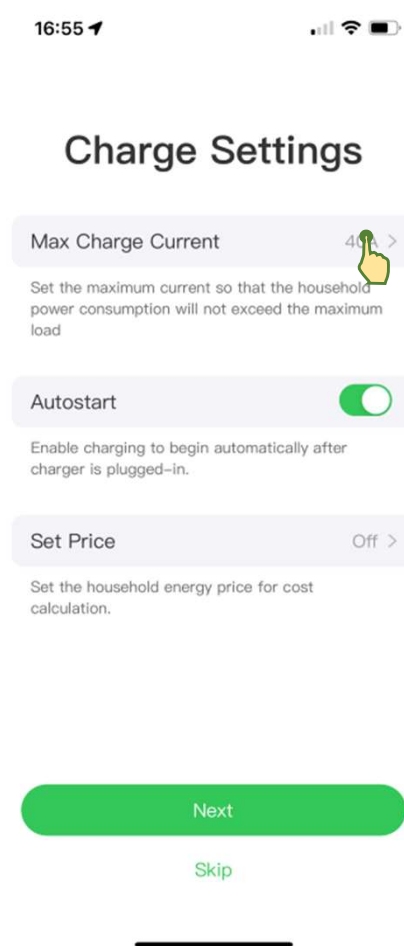 16:55
Charge Settings
Max Charge Current 40A >
Set the maximum current so that the household
power consumption will not exceed the maximum
load
Autostart
Enable charging to begin automatically after
charger is plugged-in.
Set Price Off >
Set the household energy price for cost
calculation.
Next
Skip